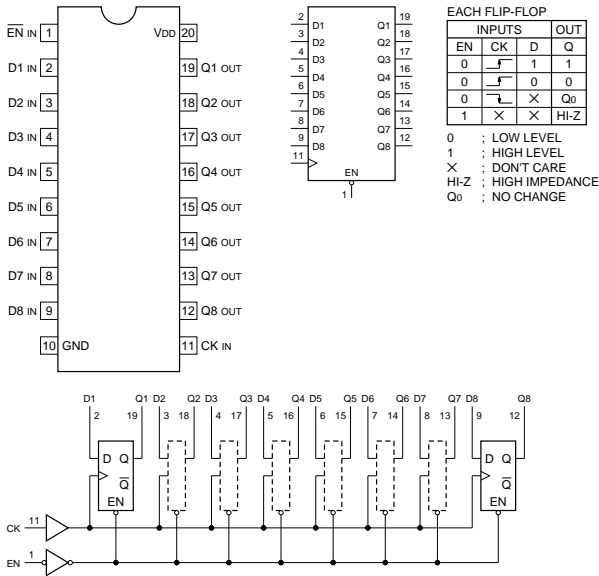 EN IN 1
VDD 20
D1 IN 2
19 Q1 OUT
D2 IN 3
18 Q2 OUT
D3 IN 4
17 Q3 OUT
D4 IN 5
16 Q4 OUT
D5 IN 6
15 Q5 OUT
D6 IN 7
14 Q6 OUT
D7 IN 8
13 Q7 OUT
D8 IN 9
12 Q8 OUT
10 GND
11 CK IN
2 D1 Q1 19
3 D2 Q2 18
4 D3 Q3 17
5 D4 Q4 16
6 D5 Q5 15
7 D6 Q6 14
8 D7 Q7 13
9 D8 Q8 12
11
EN
1
EACH FLIP-FLOP
INPUTS OUT
EN CK D Q
0 1 1
0 0 0
0 × Q0
1 × × HI-Z
0 ; LOW LEVEL
1 ; HIGH LEVEL
× ; DON'T CARE
HI-Z ; HIGH IMPEDANCE
Q0 ; NO CHANGE
D1 Q1 D2 Q2 D3 Q3 D4 Q4 D5 Q5 D6 Q6 D7 Q7 D8 Q8
2 19 3 18 4 17 5 16 6 15 7 14 8 13 9 12
D Q
Q
EN
D Q
Q
EN
CK 11
EN 1